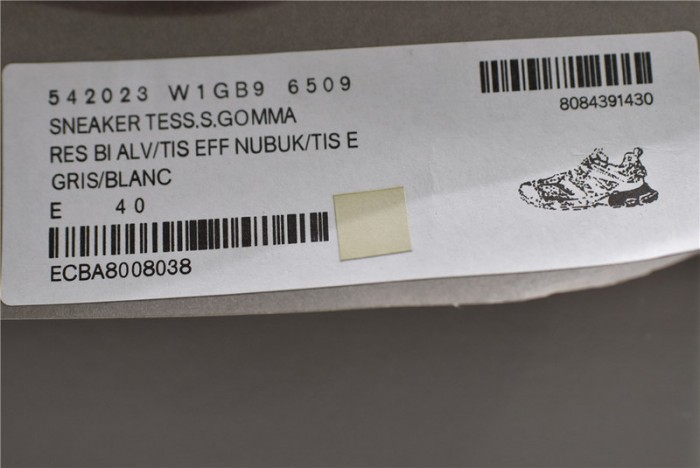 542023 W1GB9 6509
8084391430
SNEAKER TESS.S.GOMMA
RES BI ALV/TIS EFF NUBUK/TIS E
GRIS/BLANC
E 40
ECBA8008038